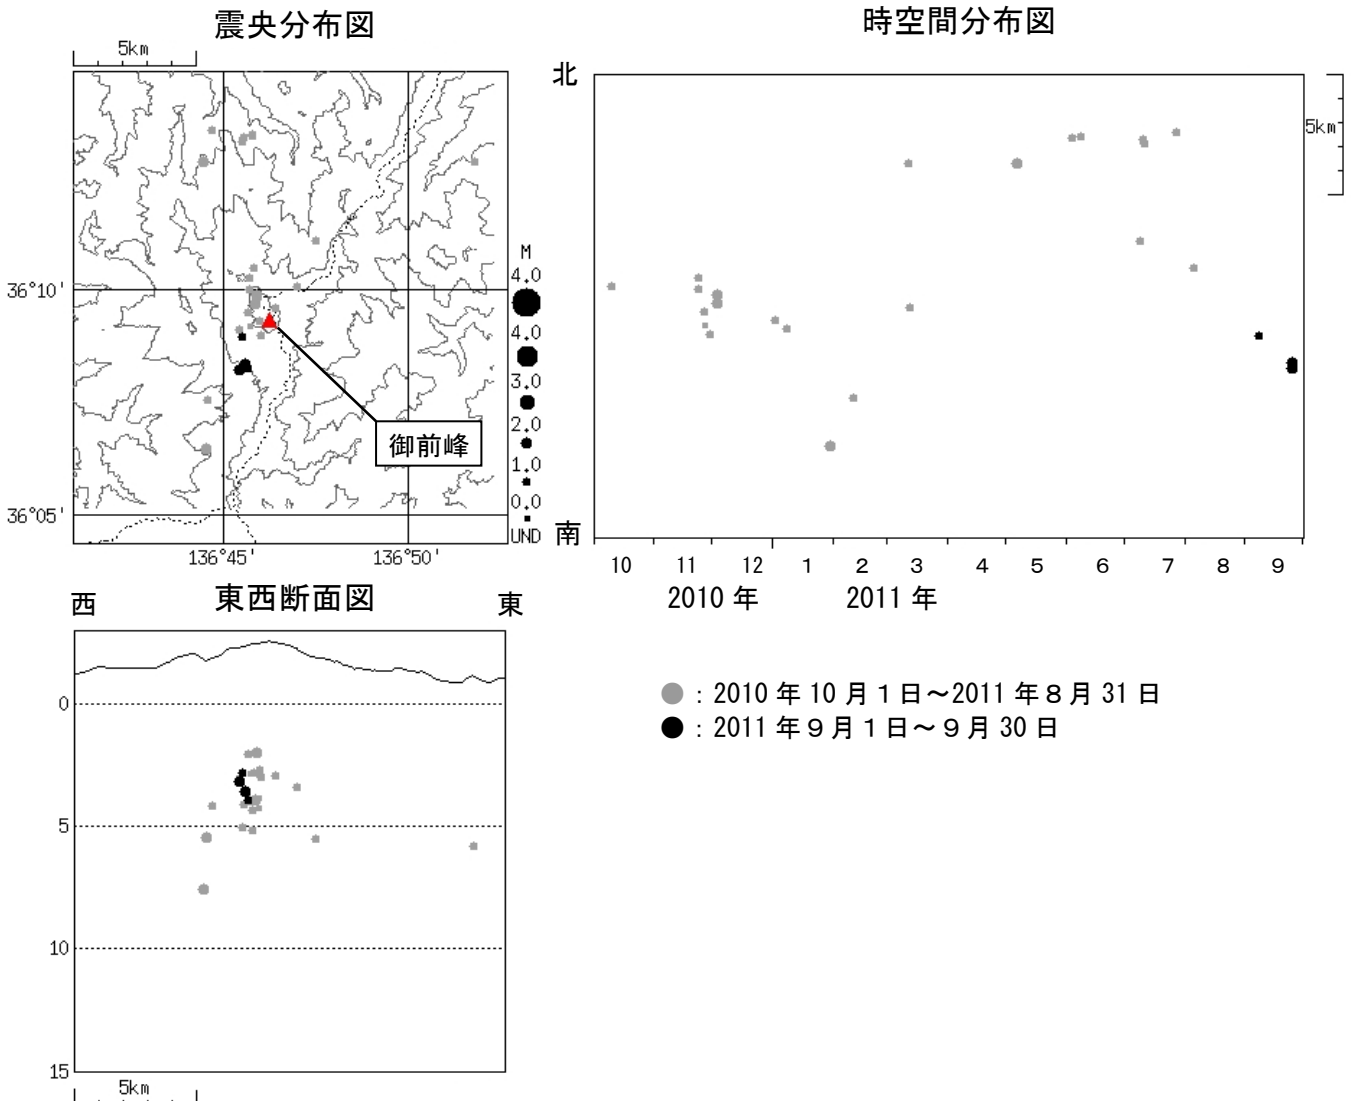 震央分布図
5km
36°10'
36°05'
136°45'
136°50'
御前峰
M
4.0
4.0
3.0
2.0
1.0
0.0
UND
時空間分布図
北
南
5km
10 11 12 1 2 3 4 5 6 7 8 9
2010 年 2011 年
東西断面図
西 東
0
5
10
15
5km
:2010 年 10 月1日~2011 年8月 31 日
:2011 年9月1日~9月 30 日